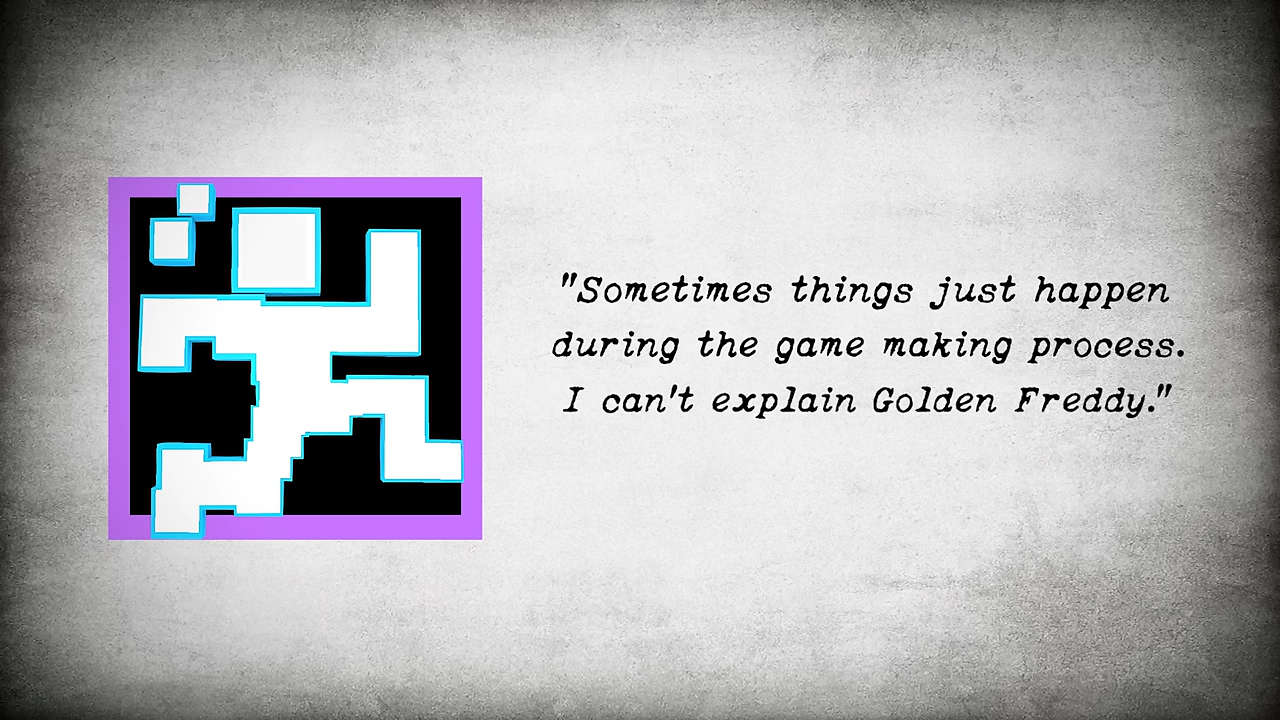 "Sometimes things just happen
during the game making process.
I can't explain Golden Freddy."